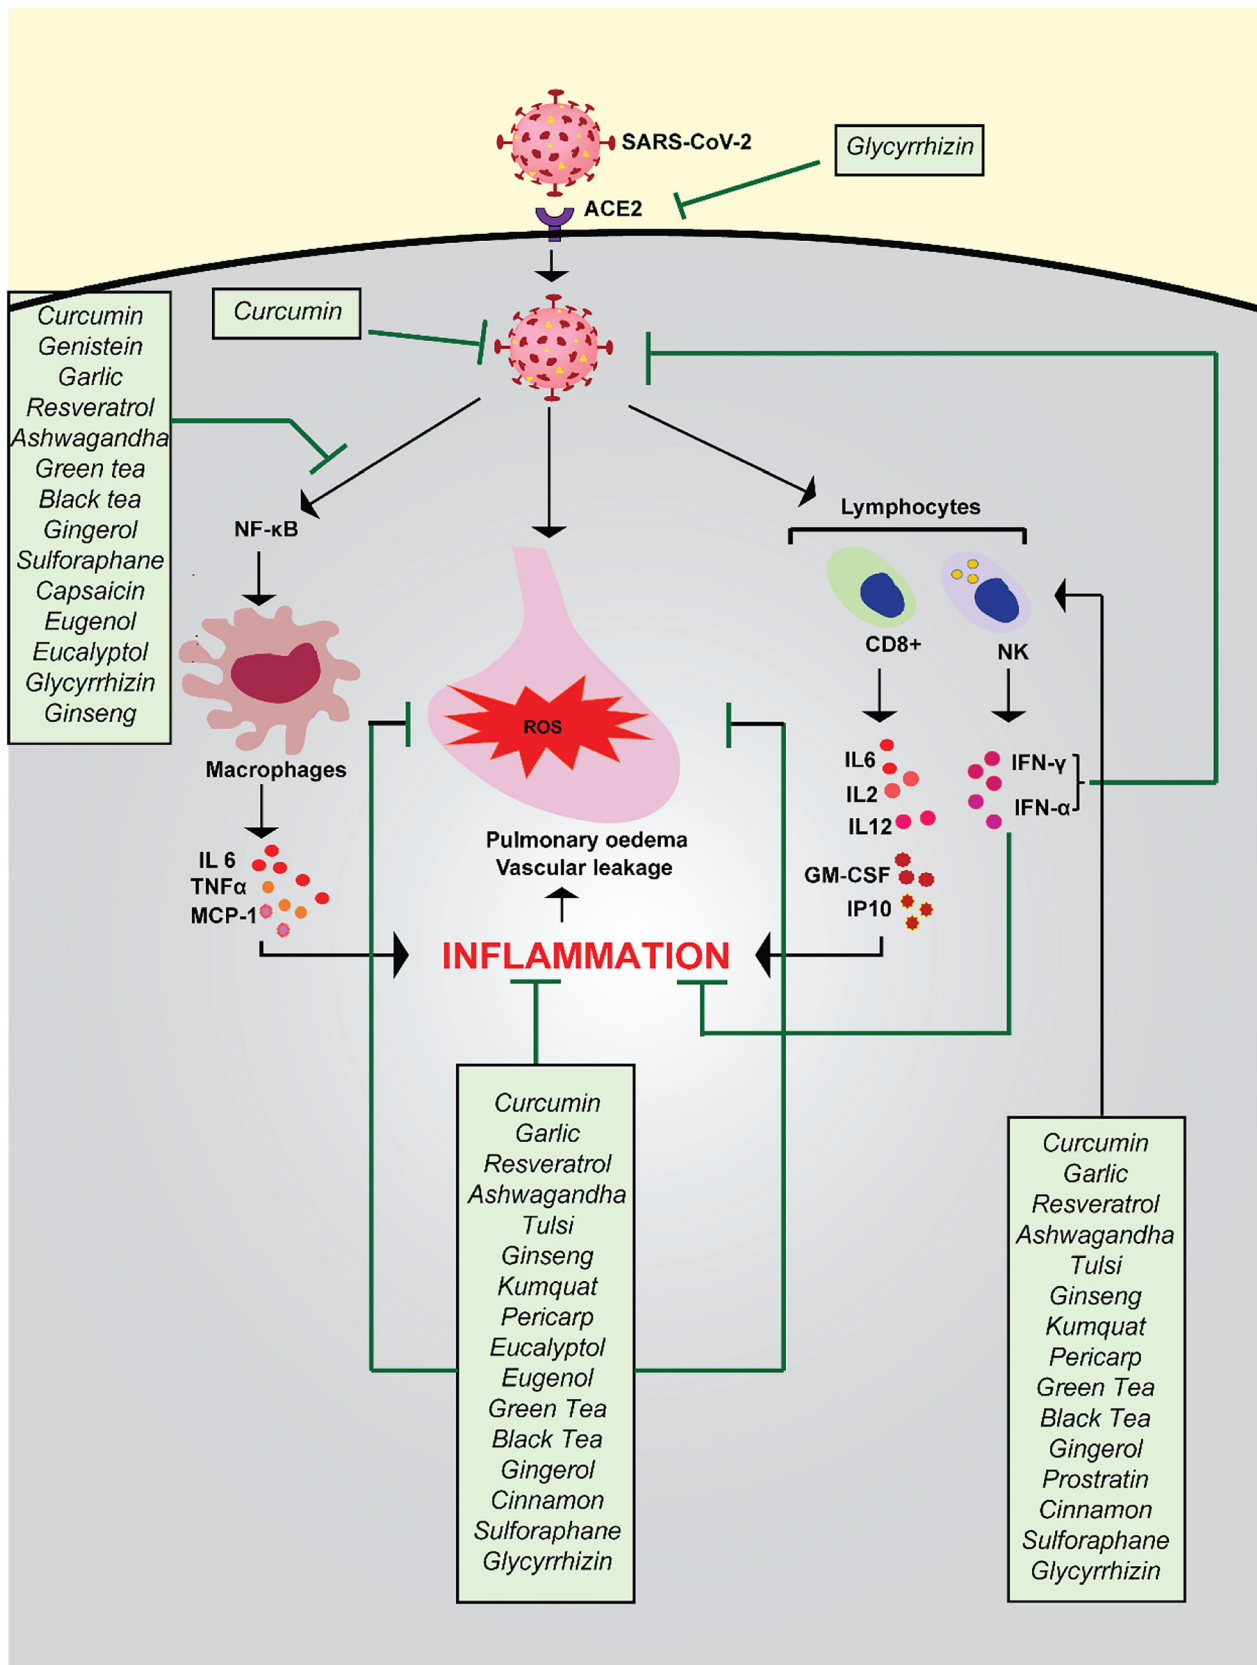 SARS-CoV-2
Glycyrrhizin
ACE2
Curcumin
Curcumin
Genistein
Garlic
Resveratrol
Ashwagandha
Green tea
Black tea
Gingerol
Sulforaphane
Capsaicin
Eugenol
Eucalyptol
Glycyrrhizin
Ginseng
NF-κB
Macrophages
IL 6
TNFα
MCP-1
ROS
Pulmonary oedema
Vascular leakage
INFLAMMATION
Lymphocytes
CD8+
NK
IL6
IL2
IL12
GM-CSF
IP10
IFN-γ
IFN-α
Curcumin
Garlic
Resveratrol
Ashwagandha
Tulsi
Ginseng
Kumquat
Pericarp
Eucalyptol
Eugenol
Green Tea
Black Tea
Gingerol
Cinnamon
Sulforaphane
Glycyrrhizin
Curcumin
Garlic
Resveratrol
Ashwagandha
Tulsi
Ginseng
Kumquat
Pericarp
Green Tea
Black Tea
Gingerol
Prostratin
Cinnamon
Sulforaphane
Glycyrrhizin